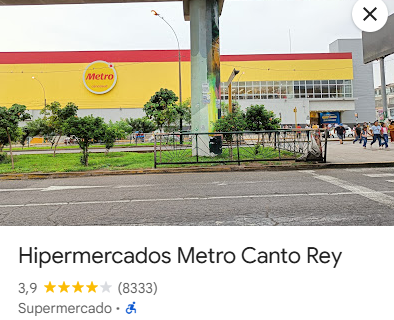 Metro
Hipermercados Metro Canto Rey
3,9 (8333)
Supermercado ·